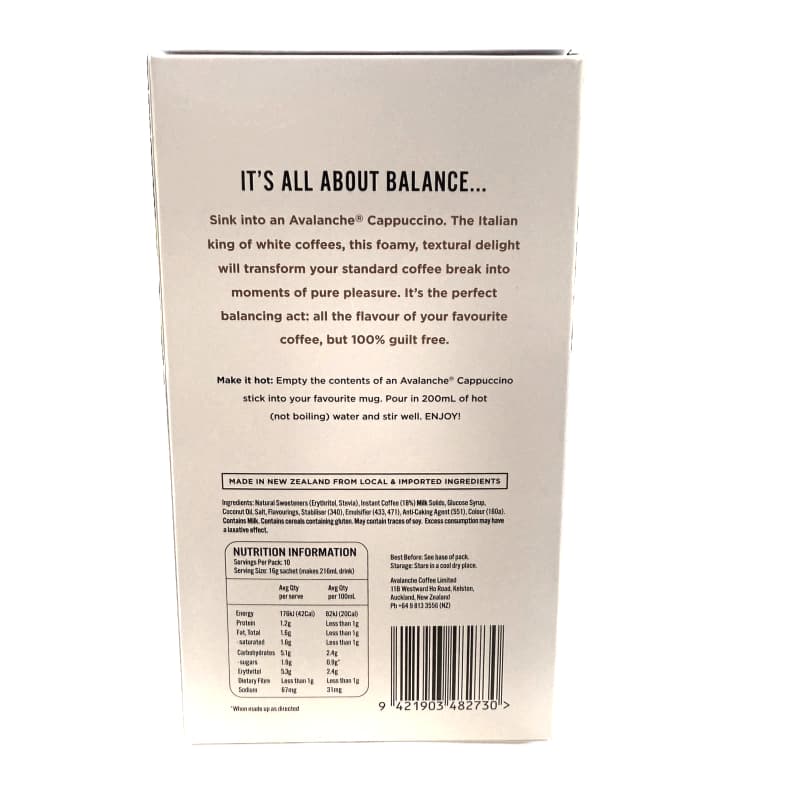 IT'S ALL ABOUT BALANCE...
Sink into an Avalanche® Cappuccino. The Italian
king of white coffees, this foamy, textural delight
will transform your standard coffee break into
moments of pure pleasure. It's the perfect
balancing act: all the flavour of your favourite
coffee, but 100% guilt free.
Make it hot: Empty the contents of an Avalanche® Cappuccino
stick into your favourite mug. Pour in 200mL of hot
(not boiling) water and stir well. ENJOY!
MADE IN NEW ZEALAND FROM LOCAL & IMPORTED INGREDIENTS
Ingredients: Natural Sweeteners (Erythritol, Stevia), Instant Coffee (18%) Milk Solids, Glucose Syrup,
Coconut Oil, Salt, Flavourings, Stabiliser (340), Emulsifier (433, 471), Anti-Caking Agent (551), Colour (160a).
Contains Milk. Contains cereals containing gluten. May contain traces of soy. Excess consumption may have
a laxative effect.
NUTRITION INFORMATION
Servings Per Pack: 10
Serving Size: 16g sachet (makes 216mL drink)
Avg Qty per serve Avg Qty per 100mL
Energy 176kJ (42Cal) 82kJ (20Cal)
Protein 1.2g Less than 1g
Fat, Total 1.6g Less than 1g
-saturated 1.6g Less than 1g
Carbohydrates 5.1g 2.4g
-sugars 1.9g 0.9g*
Erythritol 5.3g 2.4g
Dietary Fibre Less than 1g Less than 1g
Sodium 67mg 31mg
*When made up as directed
Best Before: See base of pack.
Storage: Store in a cool dry place.
Avalanche Coffee Limited
11B Westward Ho Road, Kelston,
Auckland, New Zealand
Ph +64 9 813 3556 (NZ)
9 421903 482730 >